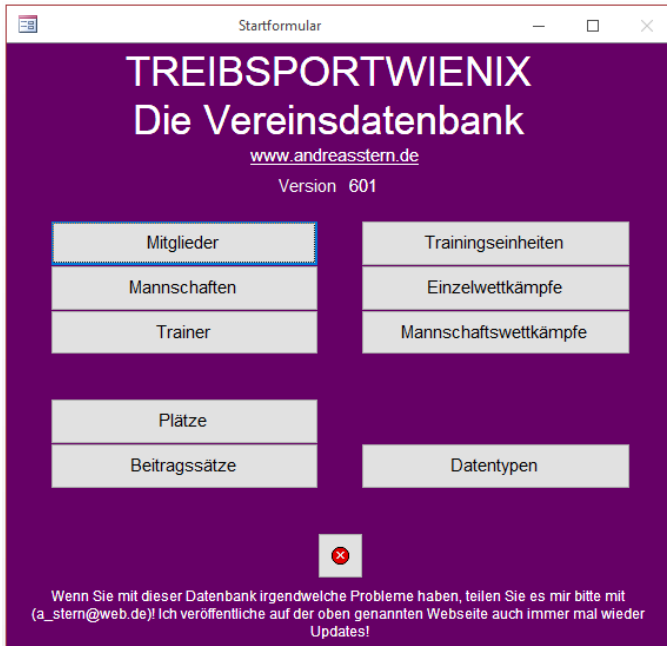 Startformular
TREIBSPORTWIENIX
Die Vereinsdatenbank
www.andreasstern.de
Version 601
Mitglieder
Mannschaften
Trainer
Trainingseinheiten
Einzelwettkämpfe
Mannschaftswettkämpfe
Plätze
Beitragssätze
Datentypen
Wenn Sie mit dieser Datenbank irgendwelche Probleme haben, teilen Sie es mir bitte mit
(a_stern@web.de)! Ich veröffentliche auf der oben genannten Webseite auch immer mal wieder
Updates!